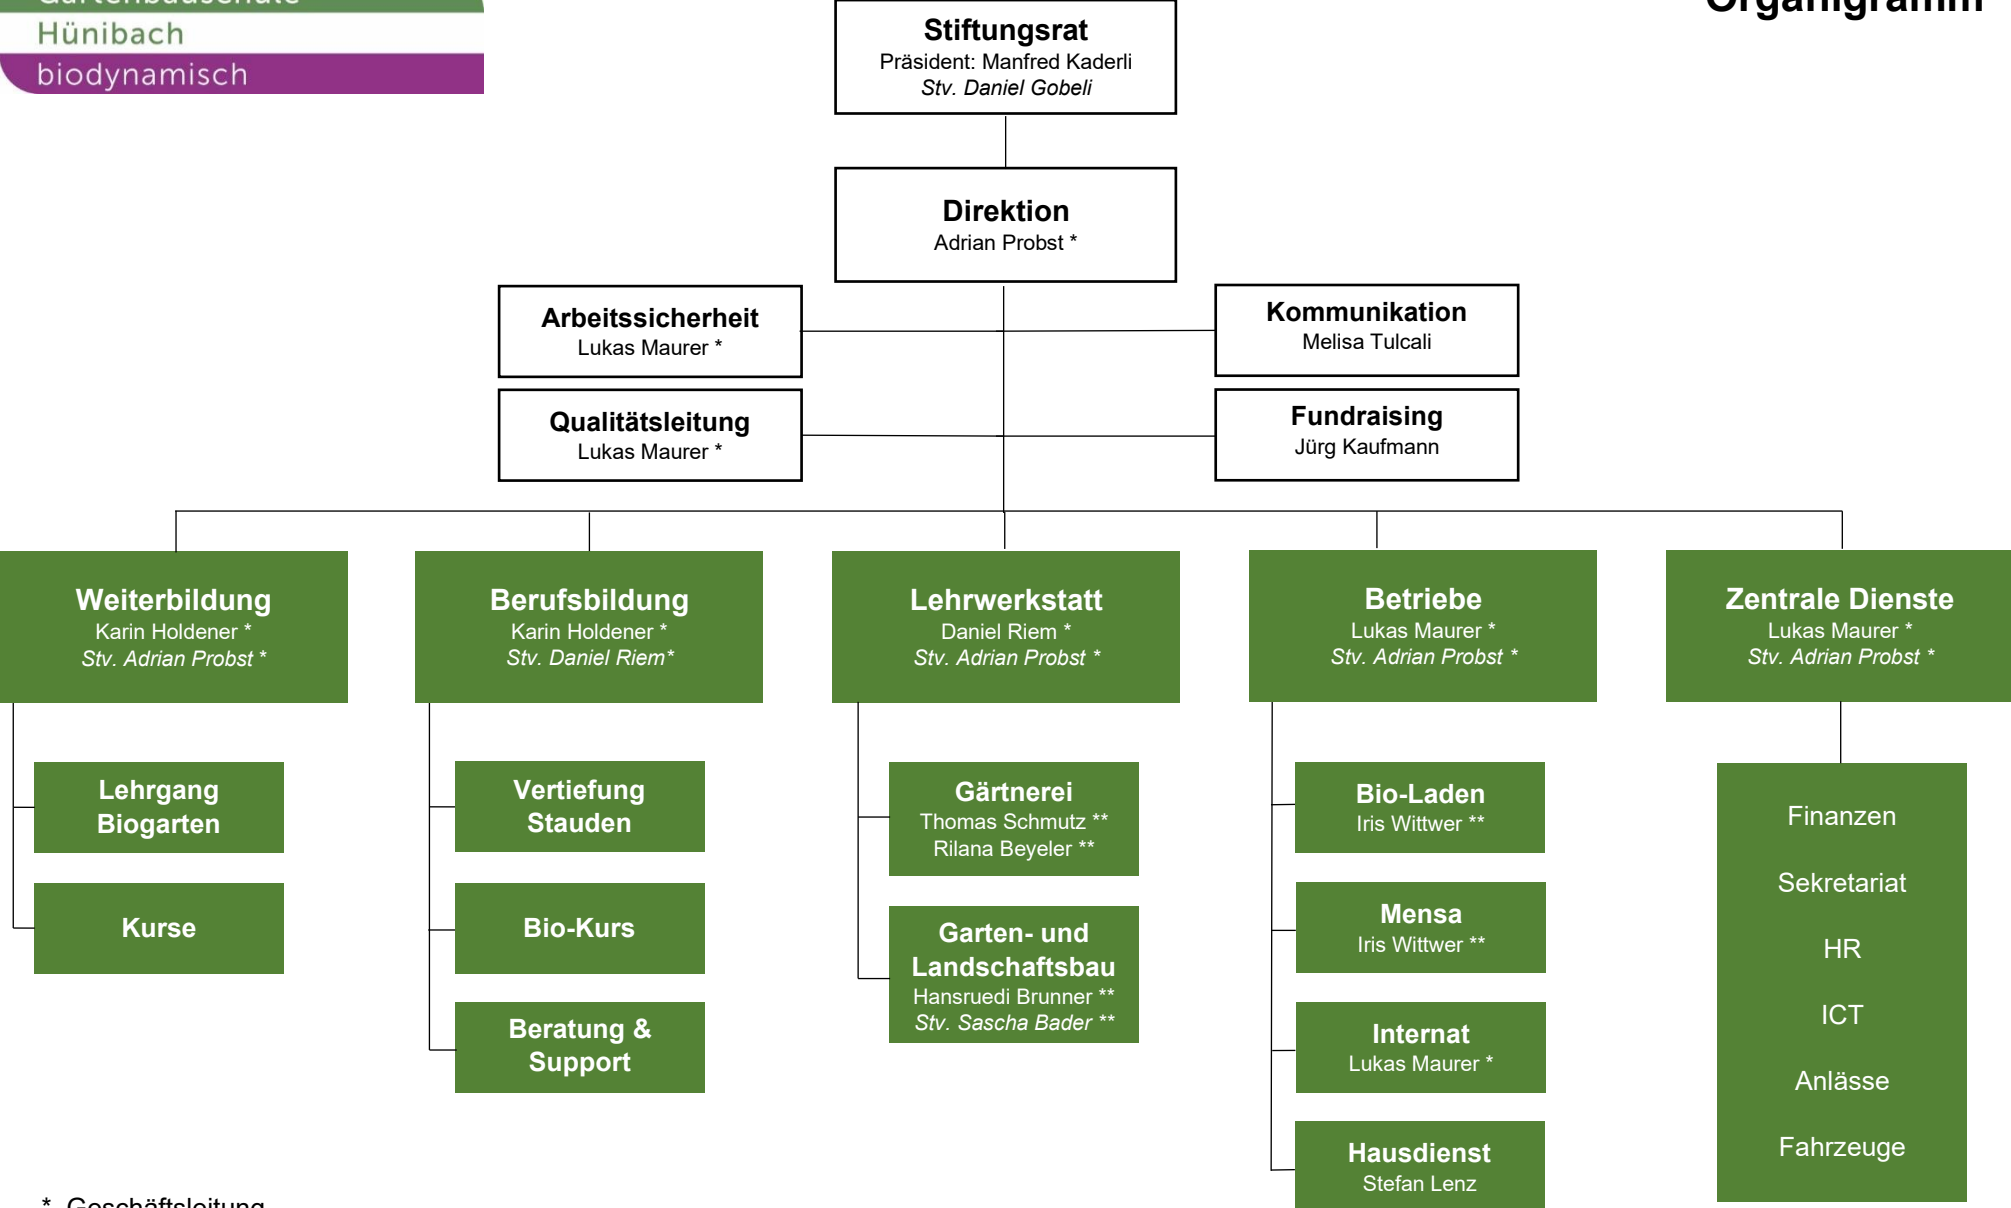 Gartenbauschule
Hünibach
biodynamisch
Organigramm
Stiftungsrat
Präsident: Manfred Kaderli
Stv. Daniel Gobeli
Direktion
Adrian Probst *
Arbeitssicherheit
Lukas Maurer *
Kommunikation
Melisa Tulcali
Qualitätsleitung
Lukas Maurer *
Fundraising
Jürg Kaufmann
Weiterbildung
Karin Holdener *
Stv. Adrian Probst *
Berufsbildung
Karin Holdener *
Stv. Daniel Riem*
Lehrwerkstatt
Daniel Riem *
Stv. Adrian Probst *
Betriebe
Lukas Maurer *
Stv. Adrian Probst *
Zentrale Dienste
Lukas Maurer *
Stv. Adrian Probst *
Lehrgang
Biogarten
Kurse
Vertiefung
Stauden
Bio-Kurs
Beratung &
Support
Gärtnerei
Thomas Schmutz **
Rilana Beyeler **
Garten- und
Landschaftsbau
Hansruedi Brunner **
Stv. Sascha Bader **
Bio-Laden
Iris Wittwer **
Mensa
Iris Wittwer **
Internat
Lukas Maurer *
Hausdienst
Stefan Lenz
Finanzen
Sekretariat
HR
ICT
Anlässe
Fahrzeuge
* Geschäftsleitung